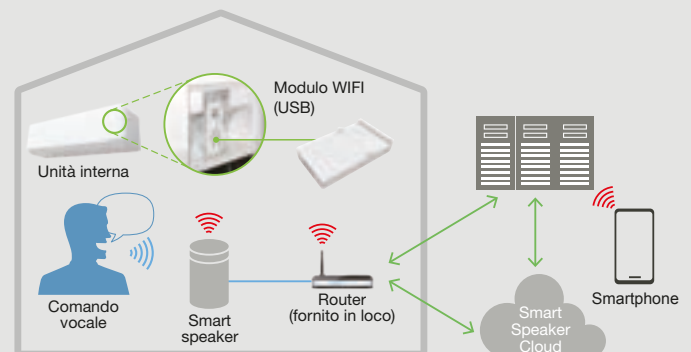 Modulo WIFI
(USB)
Unità interna
Comando
vocale
Smart
speaker
Router
(fornito in loco)
Smartphone
Smart
Speaker
Cloud